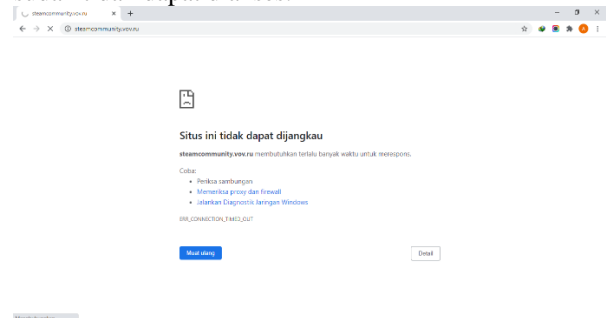 steamcommunity.vov.ru
steamcommunity.vov.ru
Situs ini tidak dapat dijangkau
steamcommunity.vov.ru membutuhkan terlalu banyak waktu untuk merespons.
Coba:
Periksa sambungan
Memeriksa proxy dan firewall
Jalankan Diagnostik Jaringan Windows
ERR_CONNECTION_TIMED_OUT
Muat ulang
Detail